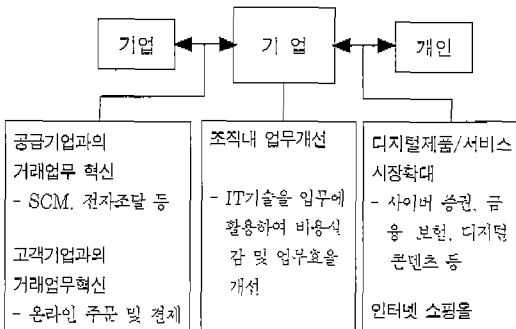 기업
기 업
개인
공급기업과의
거래업무 혁신
- SCM, 전자조달 등
고객기업과의
거래업무혁신
- 온라인 주문 및 결제
조직내 업무개선
- IT기술을 업무에
활용하여 비용절
감 및 업무효율
개선
디지털제품/서비스
시장확대
- 사이버 증권, 금
융 보험, 디지털
콘텐츠 등
인터넷 쇼핑몰